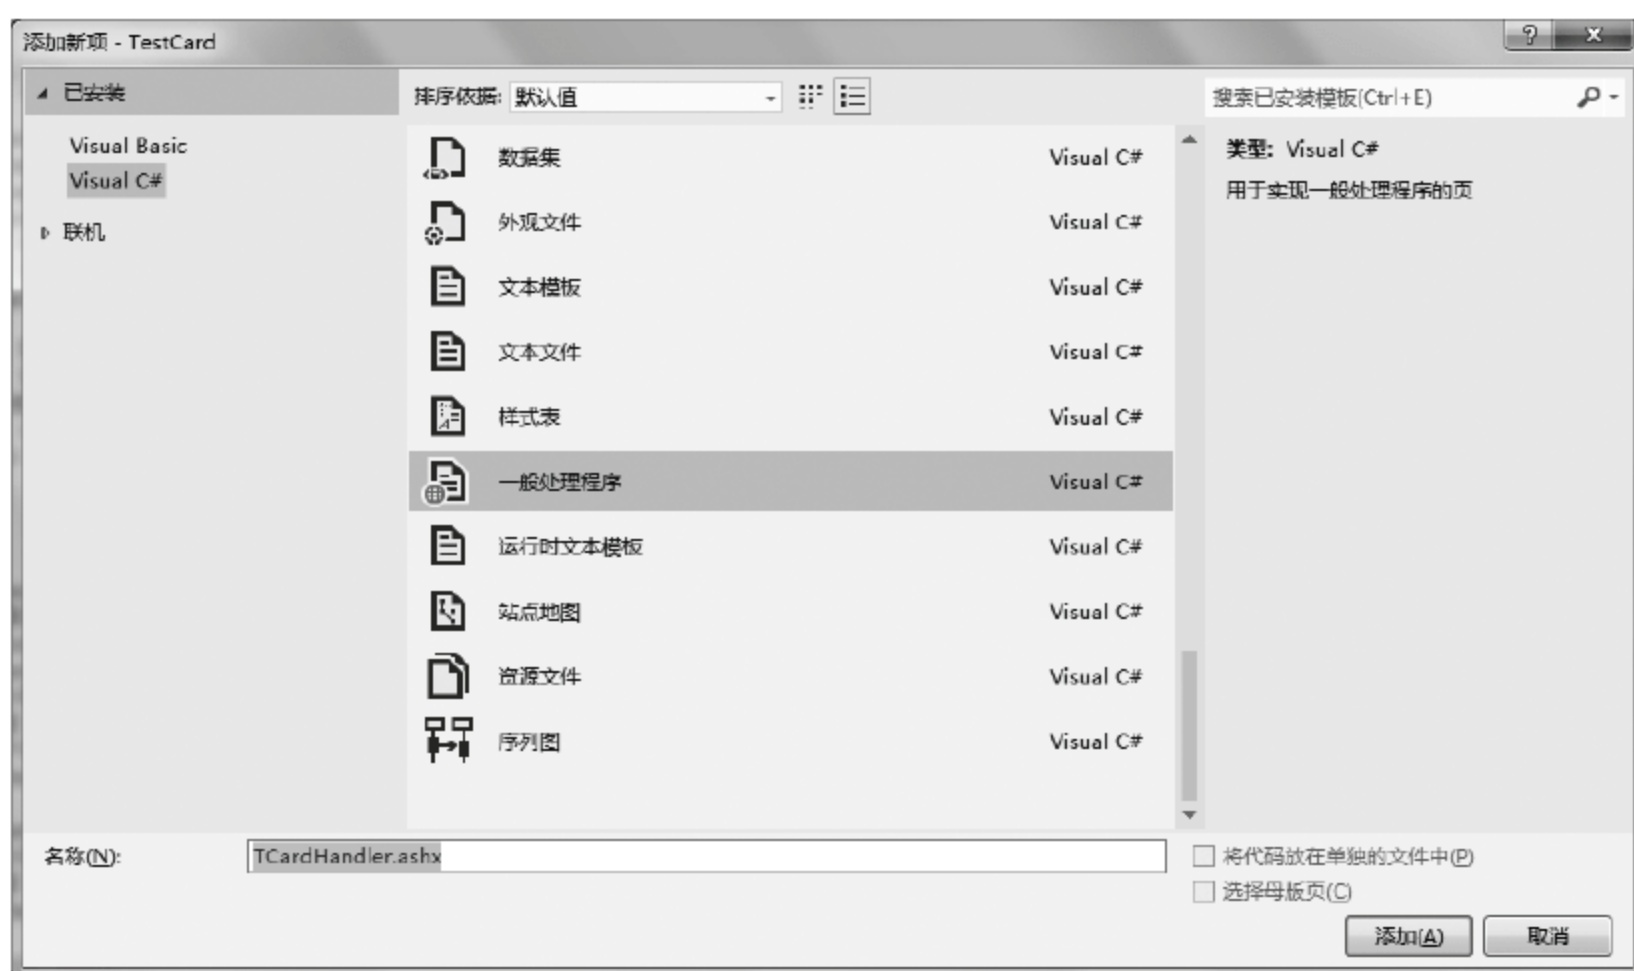 添加新项 - TestCard
已安装
Visual Basic
Visual C#
联机
排序依据: 默认值
搜索已安装模板(Ctrl+E)
数据集 Visual C#
外观文件 Visual C#
文本模板 Visual C#
文本文件 Visual C#
样式表 Visual C#
一般处理程序 Visual C#
运行时文本模板 Visual C#
站点地图 Visual C#
资源文件 Visual C#
序列图 Visual C#
类型: Visual C#
用于实现一般处理程序的页
名称(N): TCardHandler.ashx
将代码放在单独的文件中(P)
选择母版页(C)
添加(A) 取消